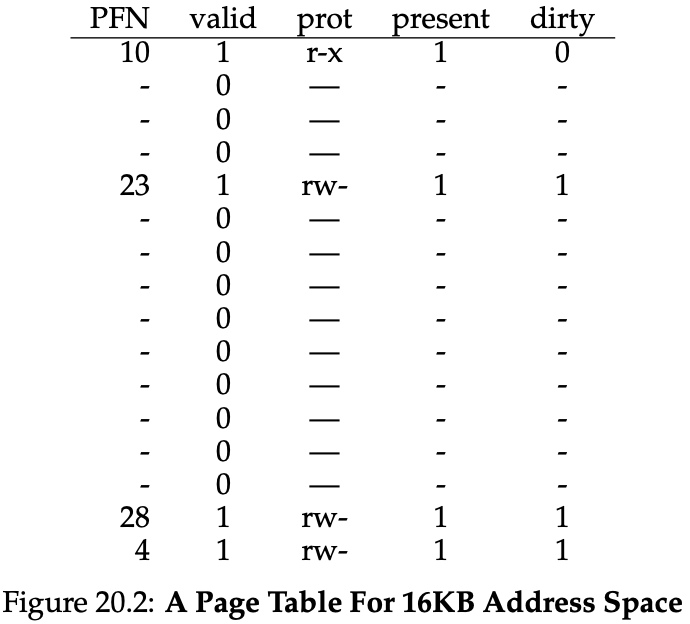 PFN valid prot present dirty
10 1 r-x 1 0
- 0 — - -
- 0 — - -
- 0 — - -
23 1 rw- 1 1
- 0 — - -
- 0 — - -
- 0 — - -
- 0 — - -
- 0 — - -
- 0 — - -
- 0 — - -
- 0 — - -
- 0 — - -
28 1 rw- 1 1
4 1 rw- 1 1
Figure 20.2: A Page Table For 16KB Address Space